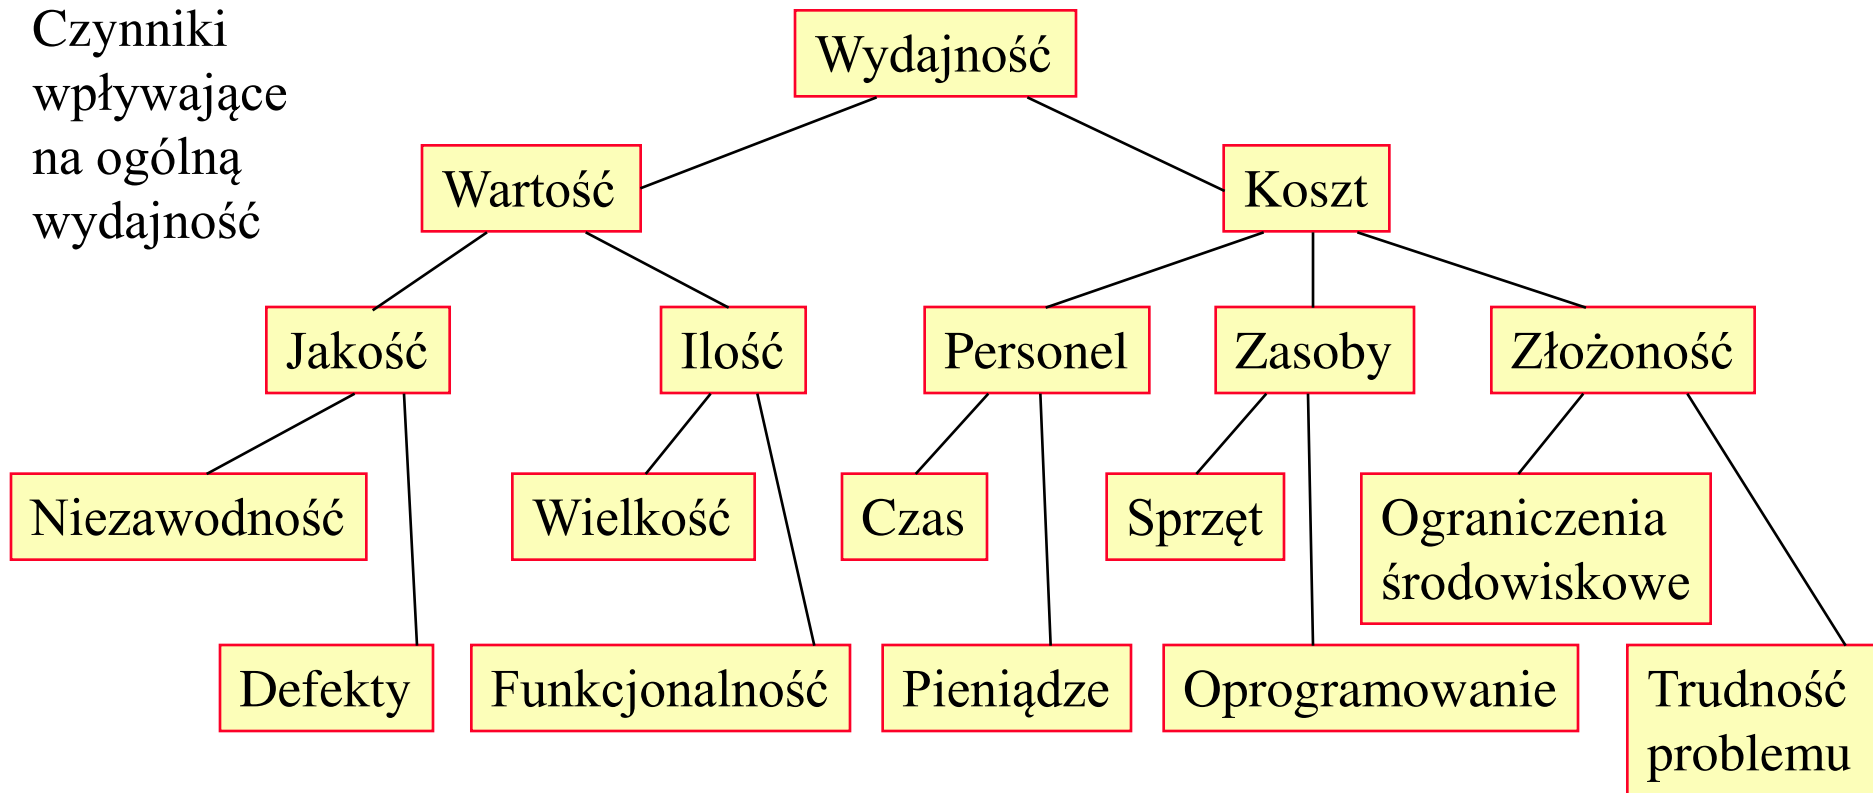 Czynniki
wpływające
na ogólną
wydajność
Wydajność
Wartość
Koszt
Jakość
Ilość
Personel
Zasoby
Złożoność
Niezawodność
Wielkość
Czas
Sprzęt
Ograniczenia
środowiskowe
Defekty
Funkcjonalność
Pieniądze
Oprogramowanie
Trudność
problemu